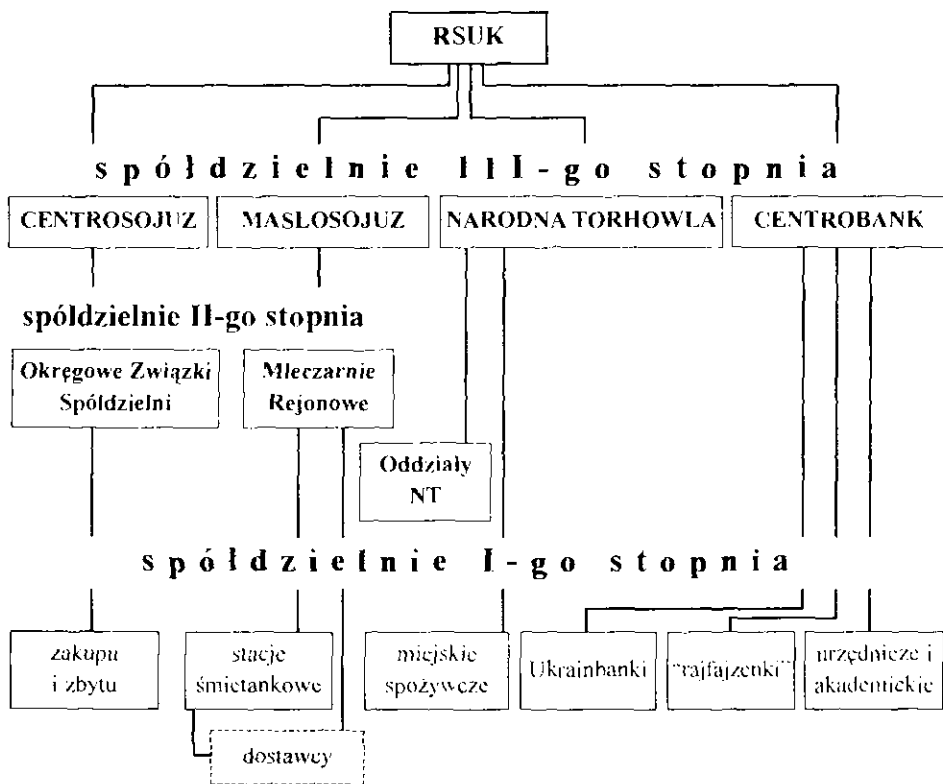 RSUK
spółdzielnie III-go stopnia
CENTROSOJUZ
MASLOSOJUZ
NARODNA TORHOWLA
CENTROBANK
spółdzielnie II-go stopnia
Okręgowe Związki
Spółdzielni
Mleczarnie
Rejonowe
Oddziały
NT
spółdzielnie I-go stopnia
zakupu
i zbytu
stacje
śmietankowe
miejskie
spożywcze
Ukrainbanki
"rajfajzenki"
urzędnicze i
akademickie
dostawcy